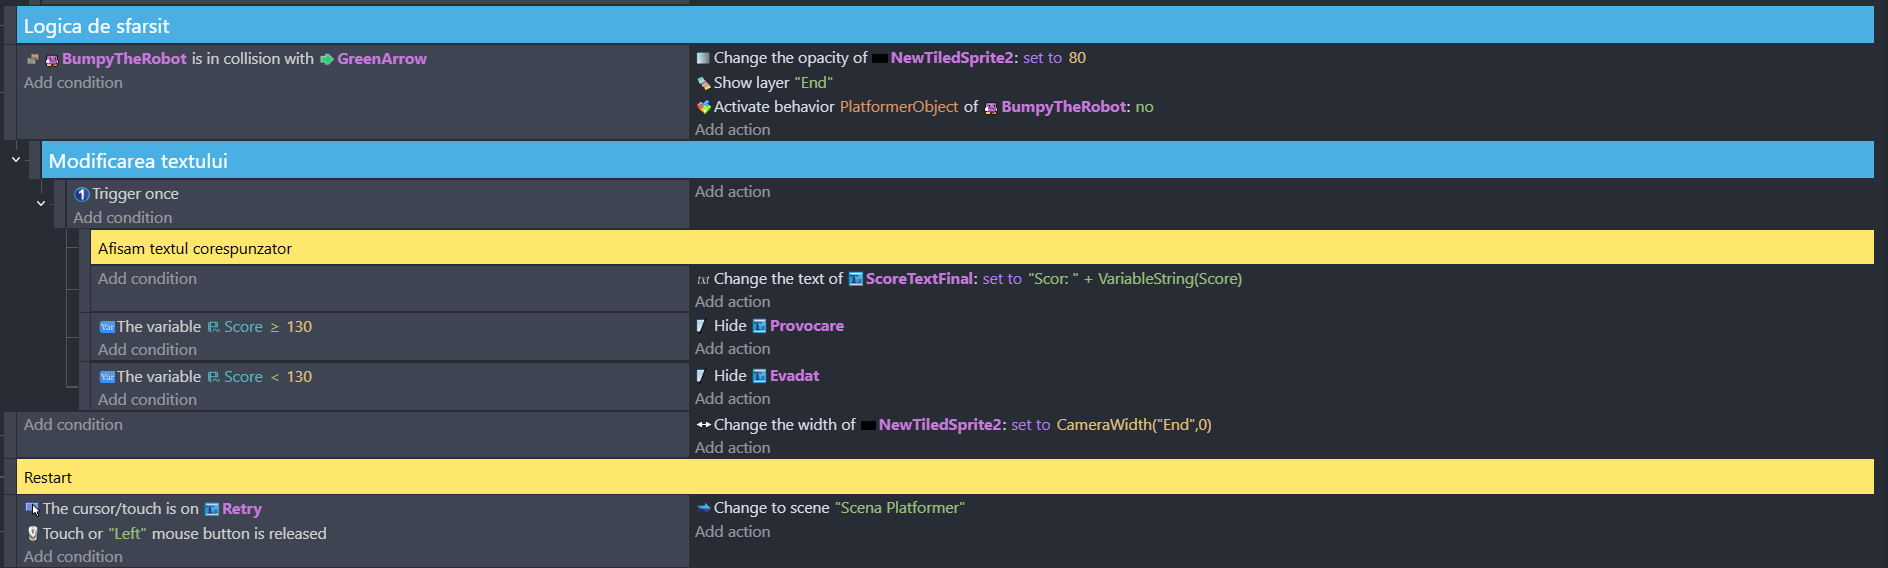 Logica de sfarsit
BumpyTheRobot is in collision with GreenArrow
Add condition
Change the opacity of NewTiledSprite2: set to 80
Show layer "End"
Activate behavior PlatformerObject of BumpyTheRobot: no
Add action
Modificarea textului
Trigger once
Add condition
Add action
Afisam textul corespunzator
Add condition
txt Change the text of ScoreTextFinal: set to "Scor: " + VariableString(Score)
Add action
Var The variable Score ≥ 130
Add condition
Hide Provocare
Add action
Var The variable Score < 130
Add condition
Hide Evadat
Add action
Add condition
Change the width of NewTiledSprite2: set to CameraWidth("End",0)
Add action
Restart
The cursor/touch is on Retry
Touch or "Left" mouse button is released
Add condition
Change to scene "Scena Platformer"
Add action